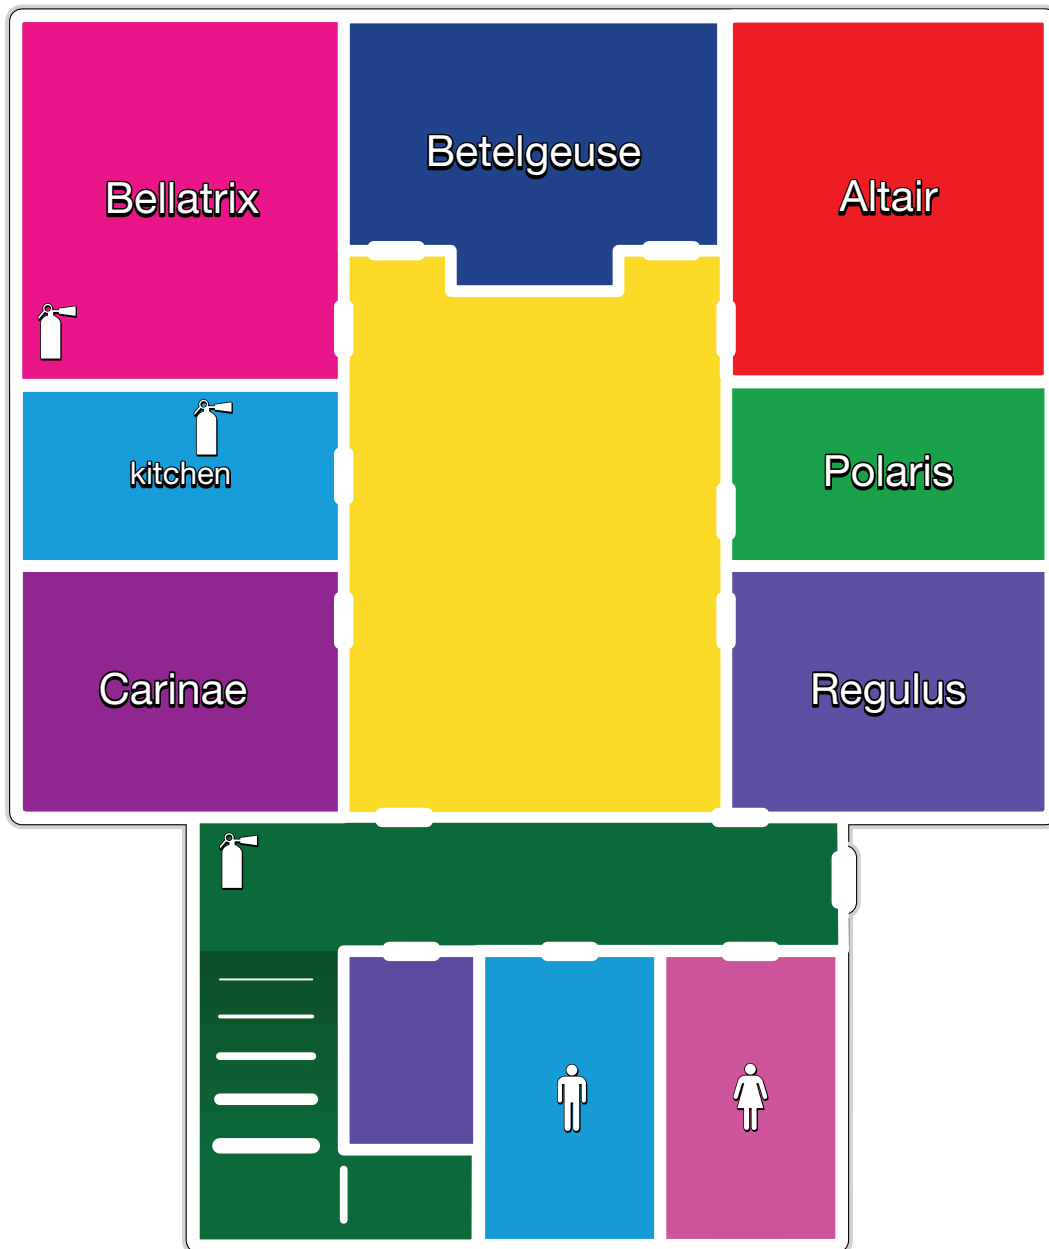 Betelgeuse
Bellatrix
Altair
kitchen
Polaris
Carinae
Regulus